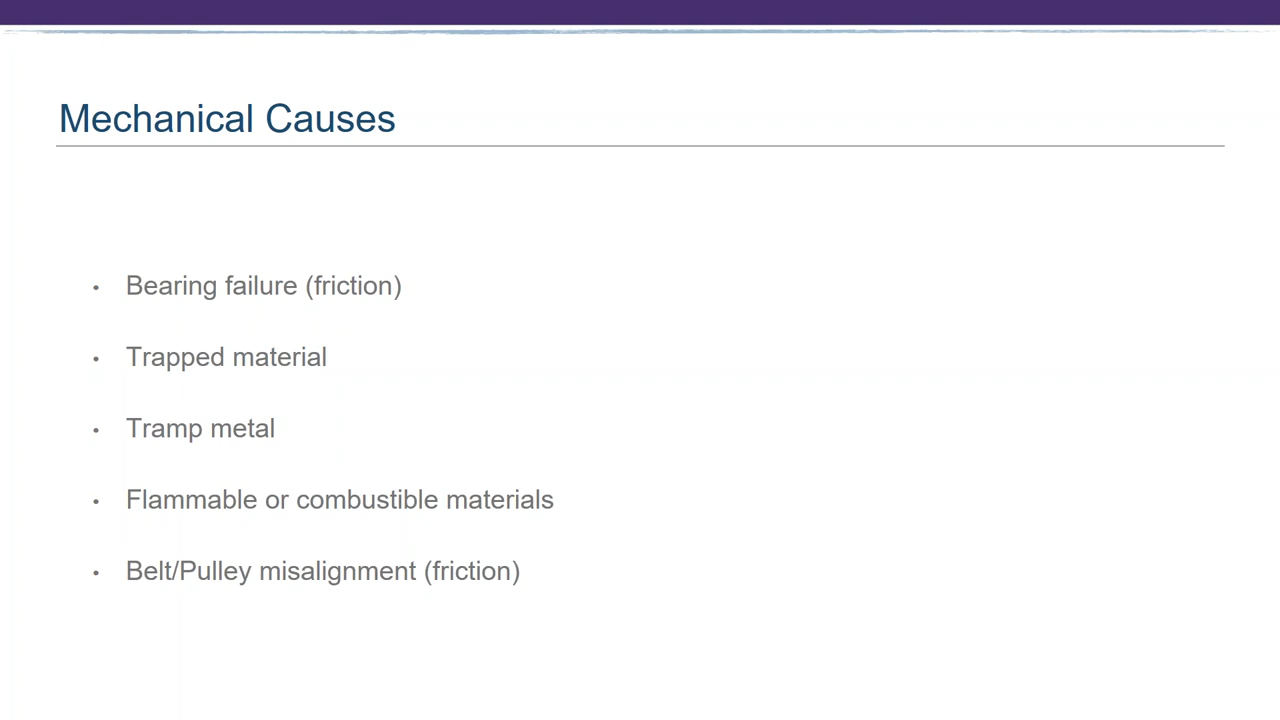 Mechanical Causes
• Bearing failure (friction)
• Trapped material
• Tramp metal
• Flammable or combustible materials
• Belt/Pulley misalignment (friction)